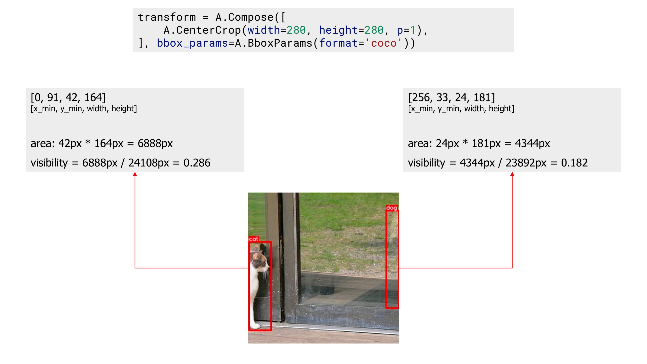 transform = A.Compose([
    A.CenterCrop(width=280, height=280, p=1),
], bbox_params=A.BboxParams(format='coco'))
[0, 91, 42, 164]
[x_min, y_min, width, height]
area: 42px * 164px = 6888px
visibility = 6888px / 24108px = 0.286
[256, 33, 24, 181]
[x_min, y_min, width, height]
area: 24px * 181px = 4344px
visibility = 4344px / 23892px = 0.182
dog
cat